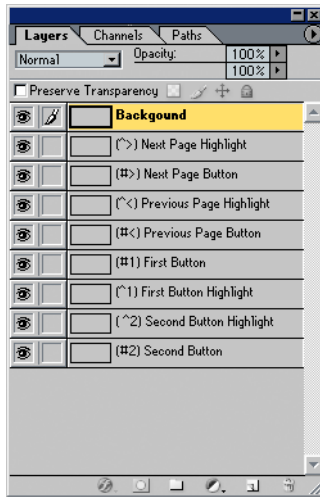 Layers Channels Paths
Normal Opacity: 100%
100%
Preserve Transparency
Backgound
(^>) Next Page Highlight
(#>) Next Page Button
(^<) Previous Page Highlight
(#<) Previous Page Button
(#1) First Button
(^1) First Button Highlight
( ^2) Second Button Highlight
(#2) Second Button